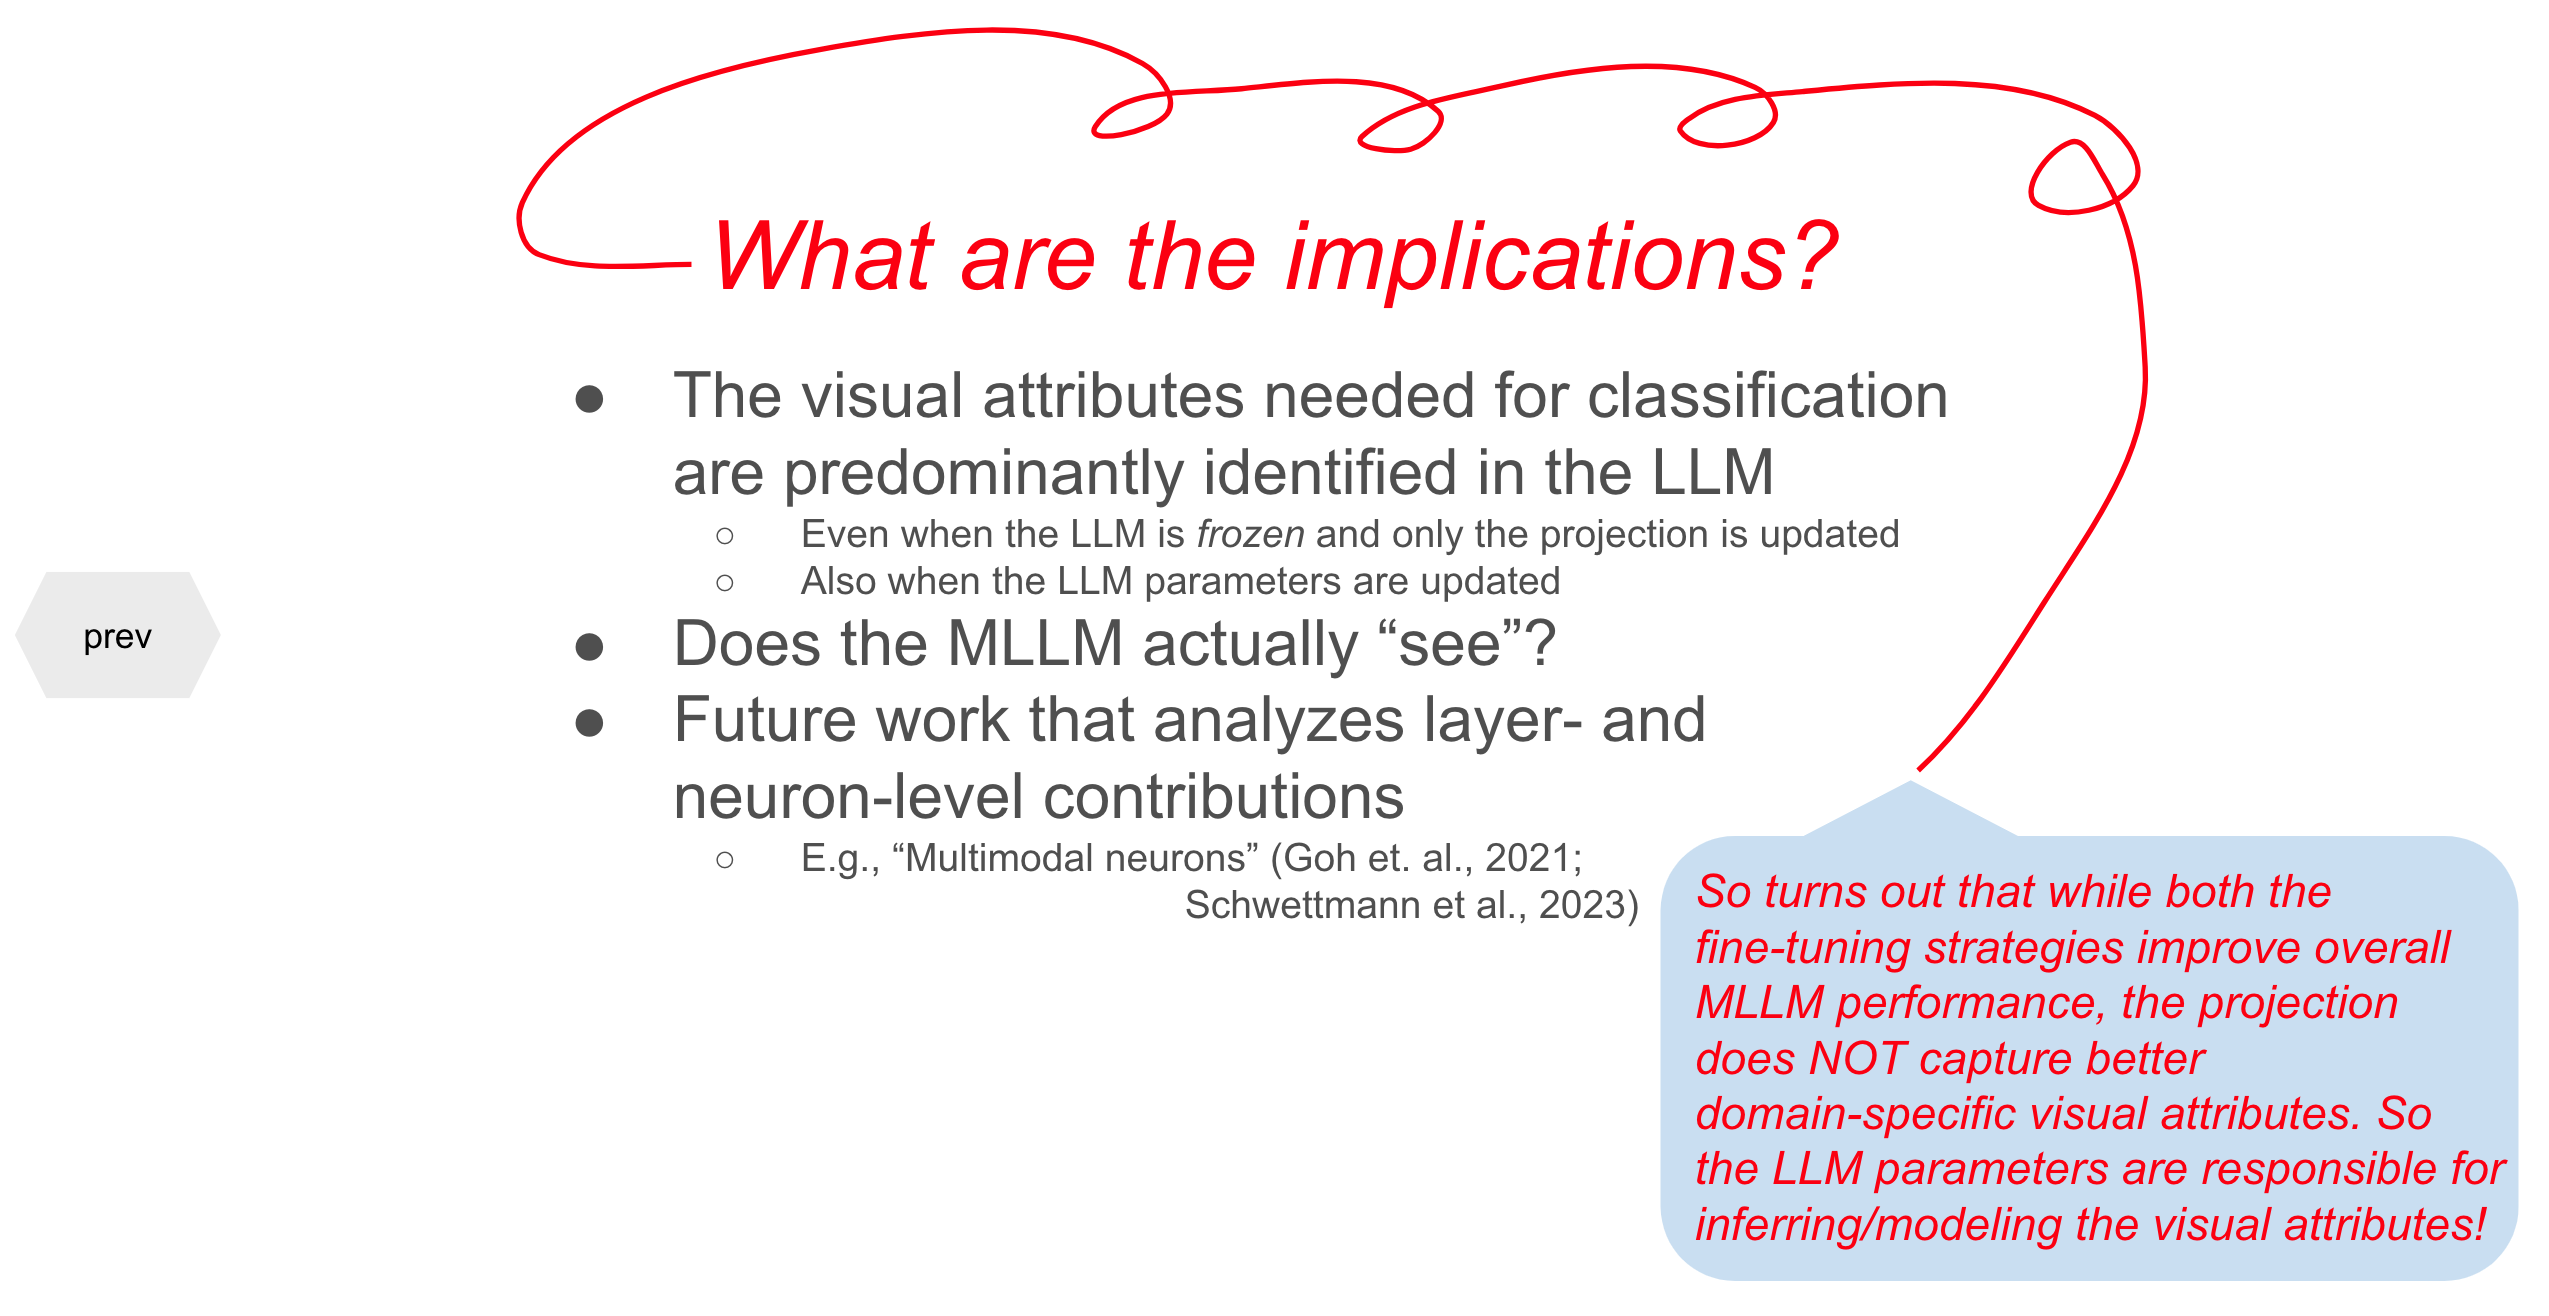 What are the implications?
● The visual attributes needed for classification
are predominantly identified in the LLM
○ Even when the LLM is frozen and only the projection is updated
○ Also when the LLM parameters are updated
● Does the MLLM actually “see”?
● Future work that analyzes layer- and
neuron-level contributions
○ E.g., “Multimodal neurons” (Goh et. al., 2021;
Schwettmann et al., 2023)
prev
So turns out that while both the
fine-tuning strategies improve overall
MLLM performance, the projection
does NOT capture better
domain-specific visual attributes. So
the LLM parameters are responsible for
inferring/modeling the visual attributes!